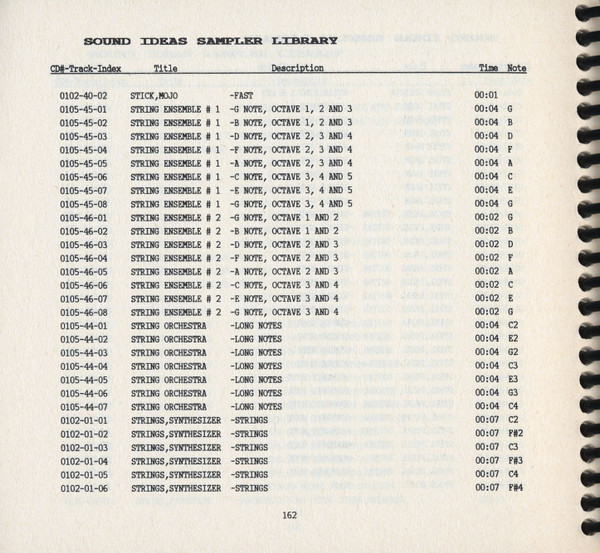 SOUND IDEAS SAMPLER LIBRARY
CD#-Track-Index Title Description Time Note
0102-40-02 STICK,MOJO -FAST 00:01
0105-45-01 STRING ENSEMBLE # 1 -G NOTE, OCTAVE 1, 2 AND 3 00:04 G
0105-45-02 STRING ENSEMBLE # 1 -B NOTE, OCTAVE 1, 2 AND 3 00:04 B
0105-45-03 STRING ENSEMBLE # 1 -D NOTE, OCTAVE 2, 3 AND 4 00:04 D
0105-45-04 STRING ENSEMBLE # 1 -F NOTE, OCTAVE 2, 3 AND 4 00:04 F
0105-45-05 STRING ENSEMBLE # 1 -A NOTE, OCTAVE 2, 3 AND 4 00:04 A
0105-45-06 STRING ENSEMBLE # 1 -C NOTE, OCTAVE 3, 4 AND 5 00:04 C
0105-45-07 STRING ENSEMBLE # 1 -E NOTE, OCTAVE 3, 4 AND 5 00:04 E
0105-45-08 STRING ENSEMBLE # 1 -G NOTE, OCTAVE 3, 4 AND 5 00:04 G
0105-46-01 STRING ENSEMBLE # 2 -G NOTE, OCTAVE 1 AND 2 00:02 G
0105-46-02 STRING ENSEMBLE # 2 -B NOTE, OCTAVE 1 AND 2 00:02 B
0105-46-03 STRING ENSEMBLE # 2 -D NOTE, OCTAVE 2 AND 3 00:02 D
0105-46-04 STRING ENSEMBLE # 2 -F NOTE, OCTAVE 2 AND 3 00:02 F
0105-46-05 STRING ENSEMBLE # 2 -A NOTE, OCTAVE 2 AND 3 00:02 A
0105-46-06 STRING ENSEMBLE # 2 -C NOTE, OCTAVE 3 AND 4 00:02 C
0105-46-07 STRING ENSEMBLE # 2 -E NOTE, OCTAVE 3 AND 4 00:02 E
0105-46-08 STRING ENSEMBLE # 2 -G NOTE, OCTAVE 3 AND 4 00:02 G
0105-44-01 STRING ORCHESTRA -LONG NOTES 00:04 C2
0105-44-02 STRING ORCHESTRA -LONG NOTES 00:04 E2
0105-44-03 STRING ORCHESTRA -LONG NOTES 00:04 G2
0105-44-04 STRING ORCHESTRA -LONG NOTES 00:04 C3
0105-44-05 STRING ORCHESTRA -LONG NOTES 00:04 E3
0105-44-06 STRING ORCHESTRA -LONG NOTES 00:04 G3
0105-44-07 STRING ORCHESTRA -LONG NOTES 00:04 C4
0102-01-01 STRINGS,SYNTHESIZER -STRINGS 00:07 C2
0102-01-02 STRINGS,SYNTHESIZER -STRINGS 00:07 F#2
0102-01-03 STRINGS,SYNTHESIZER -STRINGS 00:07 C3
0102-01-04 STRINGS,SYNTHESIZER -STRINGS 00:07 F#3
0102-01-05 STRINGS,SYNTHESIZER -STRINGS 00:07 C4
0102-01-06 STRINGS,SYNTHESIZER -STRINGS 00:07 F#4
162